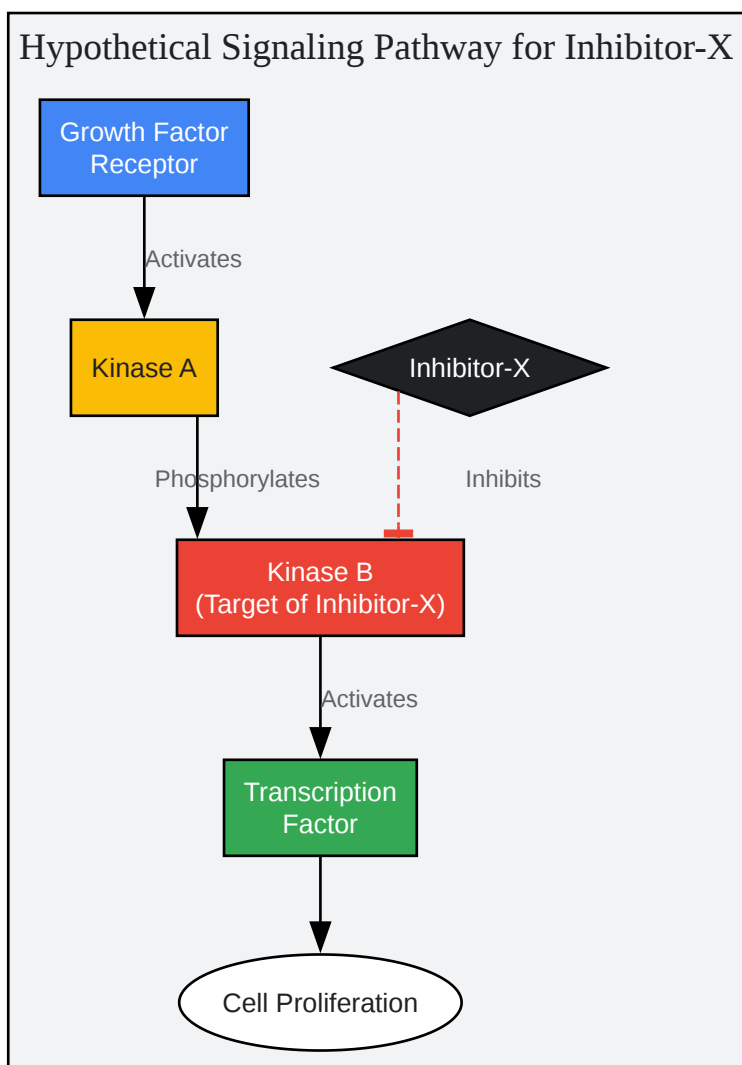 Hypothetical Signaling Pathway for Inhibitor-X
Growth Factor
Receptor
Activates
Kinase A
Inhibitor-X
Phosphorylates
Inhibits
Kinase B
(Target of Inhibitor-X)
Activates
Transcription
Factor
Cell Proliferation